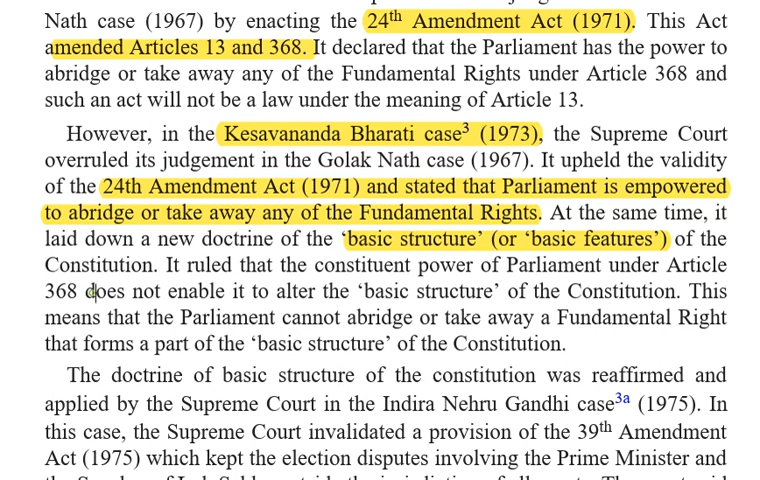 Nath case (1967) by enacting the 24th Amendment Act (1971). This Act
amended Articles 13 and 368. It declared that the Parliament has the power to
abridge or take away any of the Fundamental Rights under Article 368 and
such an act will not be a law under the meaning of Article 13.
However, in the Kesavananda Bharati case3 (1973), the Supreme Court
overruled its judgement in the Golak Nath case (1967). It upheld the validity
of the 24th Amendment Act (1971) and stated that Parliament is empowered
to abridge or take away any of the Fundamental Rights. At the same time, it
laid down a new doctrine of the ‘basic structure’ (or ‘basic features’) of the
Constitution. It ruled that the constituent power of Parliament under Article
368 does not enable it to alter the ‘basic structure’ of the Constitution. This
means that the Parliament cannot abridge or take away a Fundamental Right
that forms a part of the ‘basic structure’ of the Constitution.
The doctrine of basic structure of the constitution was reaffirmed and
applied by the Supreme Court in the Indira Nehru Gandhi case3a (1975). In
this case, the Supreme Court invalidated a provision of the 39th Amendment
Act (1975) which kept the election disputes involving the Prime Minister and